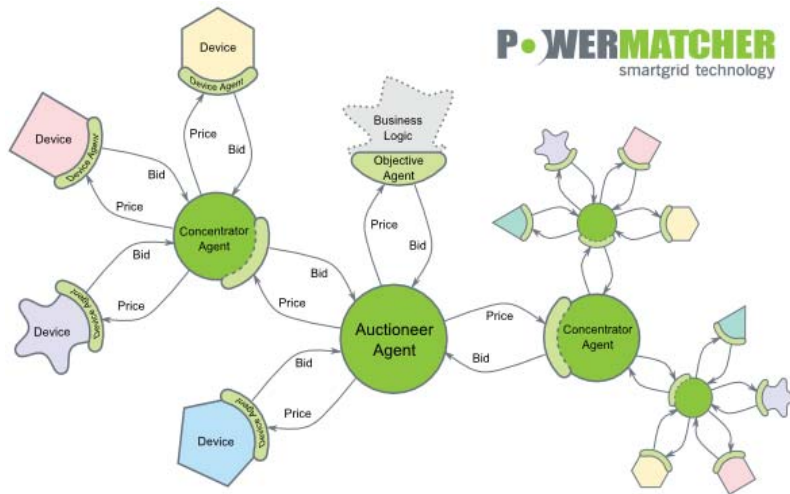 POWERMATCHER
smartgrid technology
Device
Device Agent
Price
Bid
Device
Device Agent
Bid
Price
Business
Logic
Objective
Agent
Price
Bid
Concentrator
Agent
Bid
Price
Device
Device Agent
Bid
Price
Auctioneer
Agent
Price
Bid
Concentrator
Agent
Device
Device Agent
Bid
Price